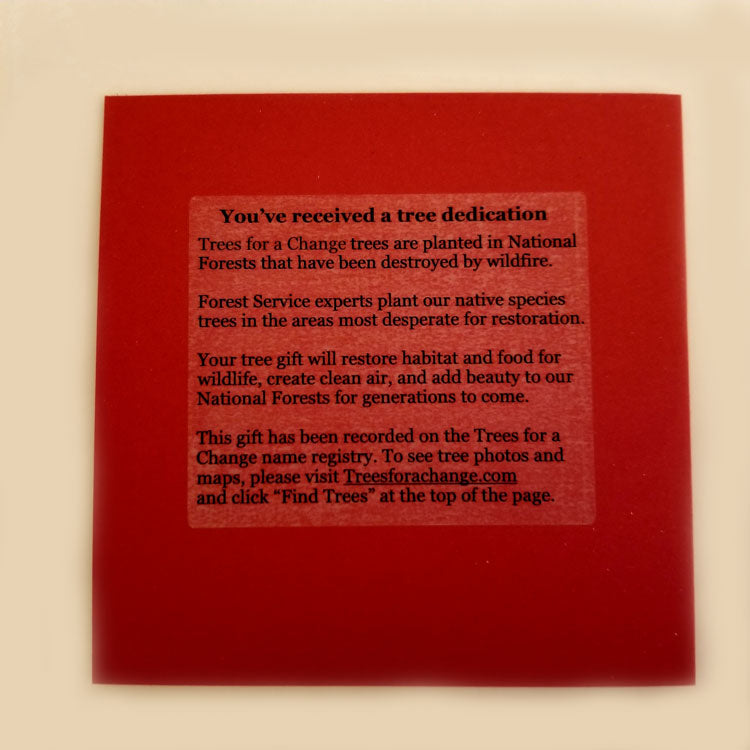 You've received a tree dedication
Trees for a Change trees are planted in National
Forests that have been destroyed by wildfire.
Forest Service experts plant our native species
trees in the areas most desperate for restoration.
Your tree gift will restore habitat and food for
wildlife, create clean air, and add beauty to our
National Forests for generations to come.
This gift has been recorded on the Trees for a
Change name registry. To see tree photos and
maps, please visit Treesforachange.com
and click “Find Trees” at the top of the page.